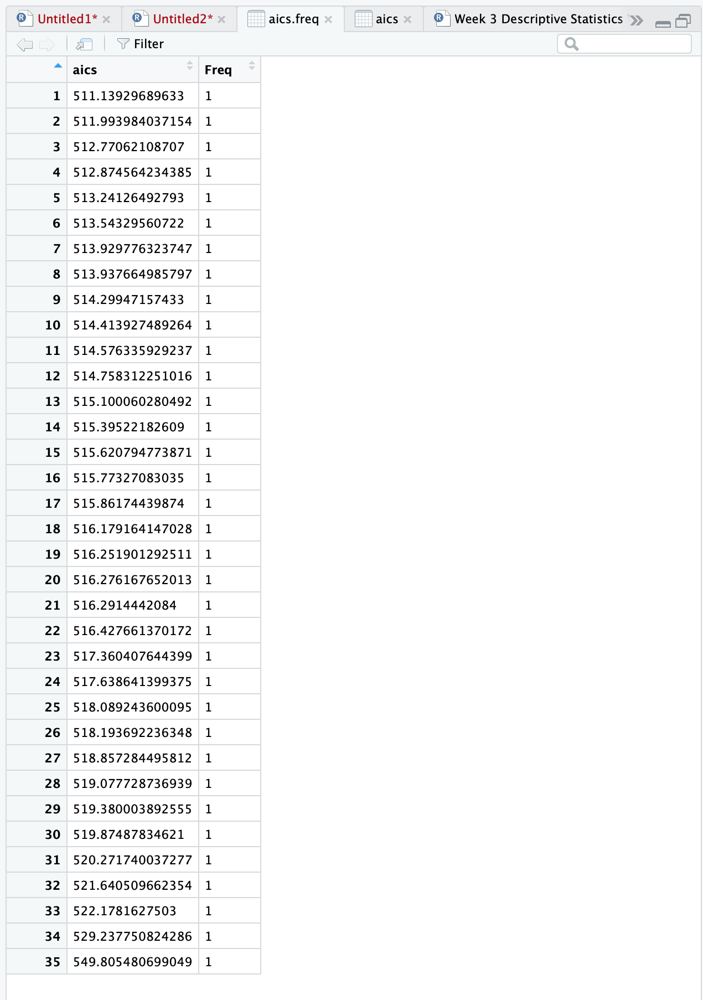 Untitled1* Untitled2* aics.freq aics Week 3 Descriptive Statistics
Filter
aics Freq
1 511.13929689633 1
2 511.993984037154 1
3 512.77062108707 1
4 512.874564234385 1
5 513.24126492793 1
6 513.54329560722 1
7 513.929776323747 1
8 513.937664985797 1
9 514.29947157433 1
10 514.413927489264 1
11 514.576335929237 1
12 514.758312251016 1
13 515.100060280492 1
14 515.39522182609 1
15 515.620794773871 1
16 515.77327083035 1
17 515.86174439874 1
18 516.179164147028 1
19 516.251901292511 1
20 516.276167652013 1
21 516.2914442084 1
22 516.427661370172 1
23 517.360407644399 1
24 517.638641399375 1
25 518.089243600095 1
26 518.193692236348 1
27 518.857284495812 1
28 519.077728736939 1
29 519.380003892555 1
30 519.87487834621 1
31 520.271740037277 1
32 521.640509662354 1
33 522.1781627503 1
34 529.237750824286 1
35 549.805480699049 1